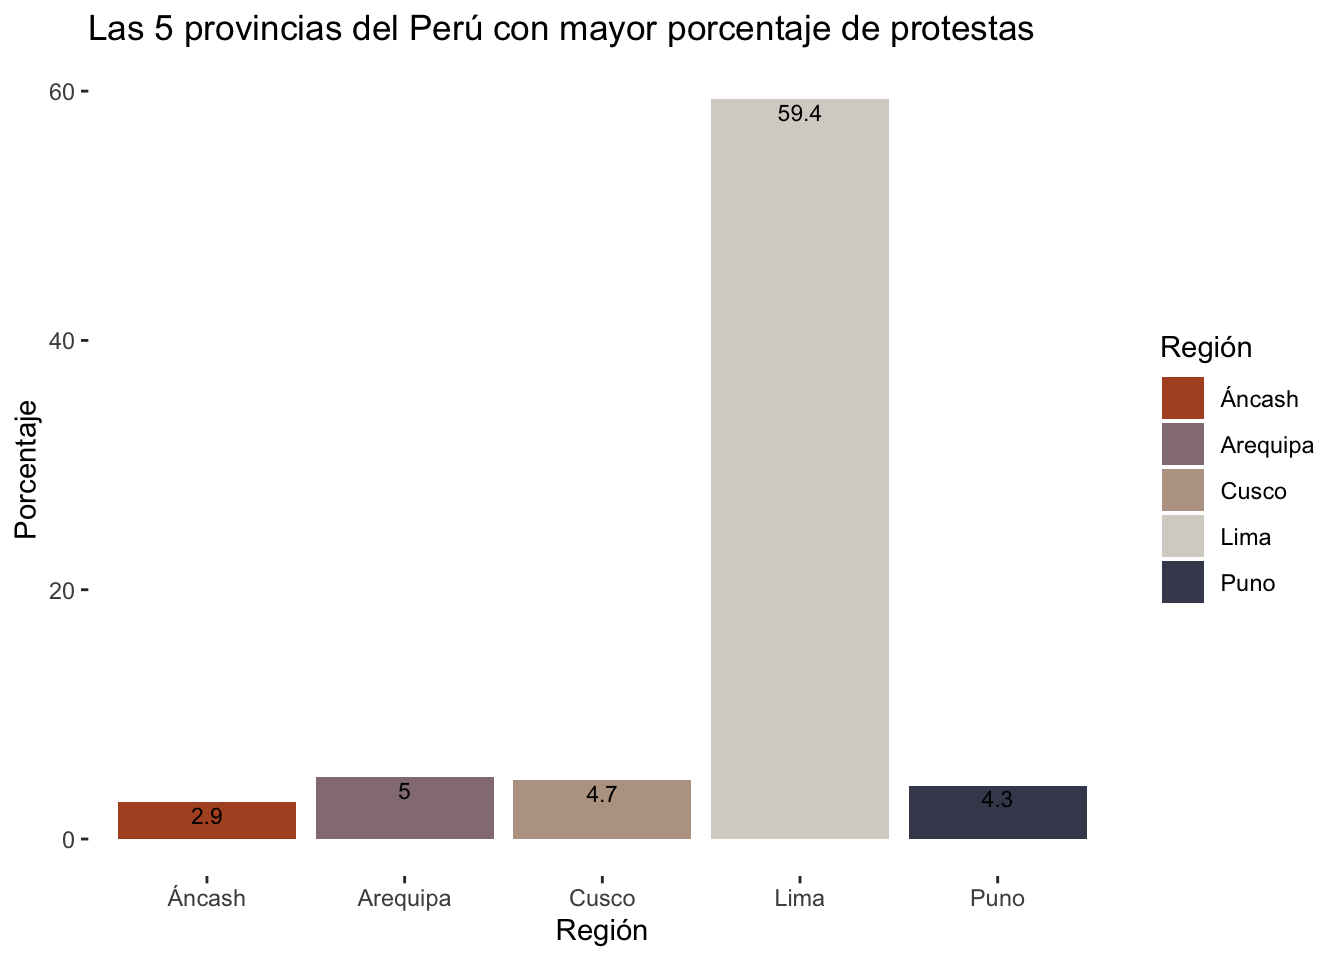 Las 5 provincias del Perú con mayor porcentaje de protestas
Porcentaje
60
40
20
0
2.9
5
4.7
59.4
4.3
Áncash
Arequipa
Cusco
Lima
Puno
Región
Región
Áncash
Arequipa
Cusco
Lima
Puno